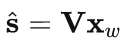 ŝ = Vx_w